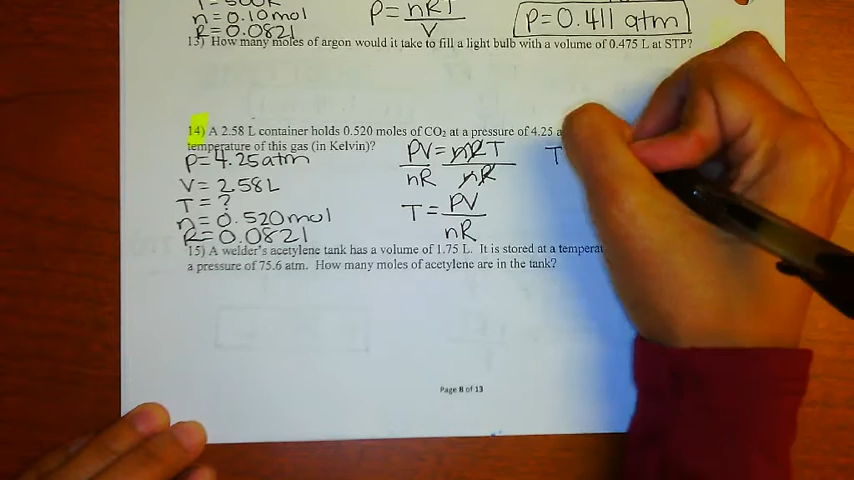 T = 500K
n = 0.10mol
R = 0.0821
P = nRT
V
P = 0.411 atm
13) How many moles of argon would it take to fill a light bulb with a volume of 0.475 L at STP?
14) A 2.58 L container holds 0.520 moles of CO2 at a pressure of 4.25 a
temperature of this gas (in Kelvin)?
P = 4.25atm
V = 2.58L
T = ?
n = 0.520mol
R = 0.0821
PV = nRT
nR nR
T = PV
nR
T
15) A welder's acetylene tank has a volume of 1.75 L. It is stored at a
a pressure of 75.6 atm. How many moles of acetylene are in the tank?
Page 8 of 13